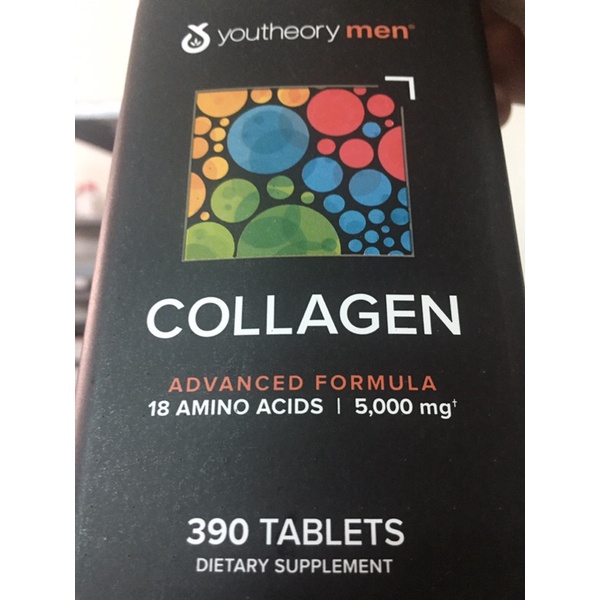 youtheory men®
COLLAGEN
ADVANCED FORMULA
18 AMINO ACIDS | 5,000 mg†
390 TABLETS
DIETARY SUPPLEMENT